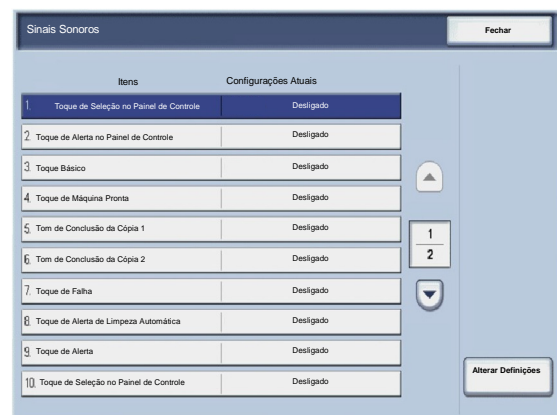 Sinais Sonoros
Fechar
Itens Configurações Atuais
1. Toque de Seleção no Painel de Controle Desligado
2. Toque de Alerta no Painel de Controle Desligado
3. Toque Básico Desligado
4. Toque de Máquina Pronta Desligado
5. Tom de Conclusão da Cópia 1 Desligado
6. Tom de Conclusão da Cópia 2 Desligado
7. Toque de Falha Desligado
8. Toque de Alerta de Limpeza Automática Desligado
9. Toque de Alerta Desligado
10. Toque de Seleção no Painel de Controle Desligado
1
2
Alterar Definições